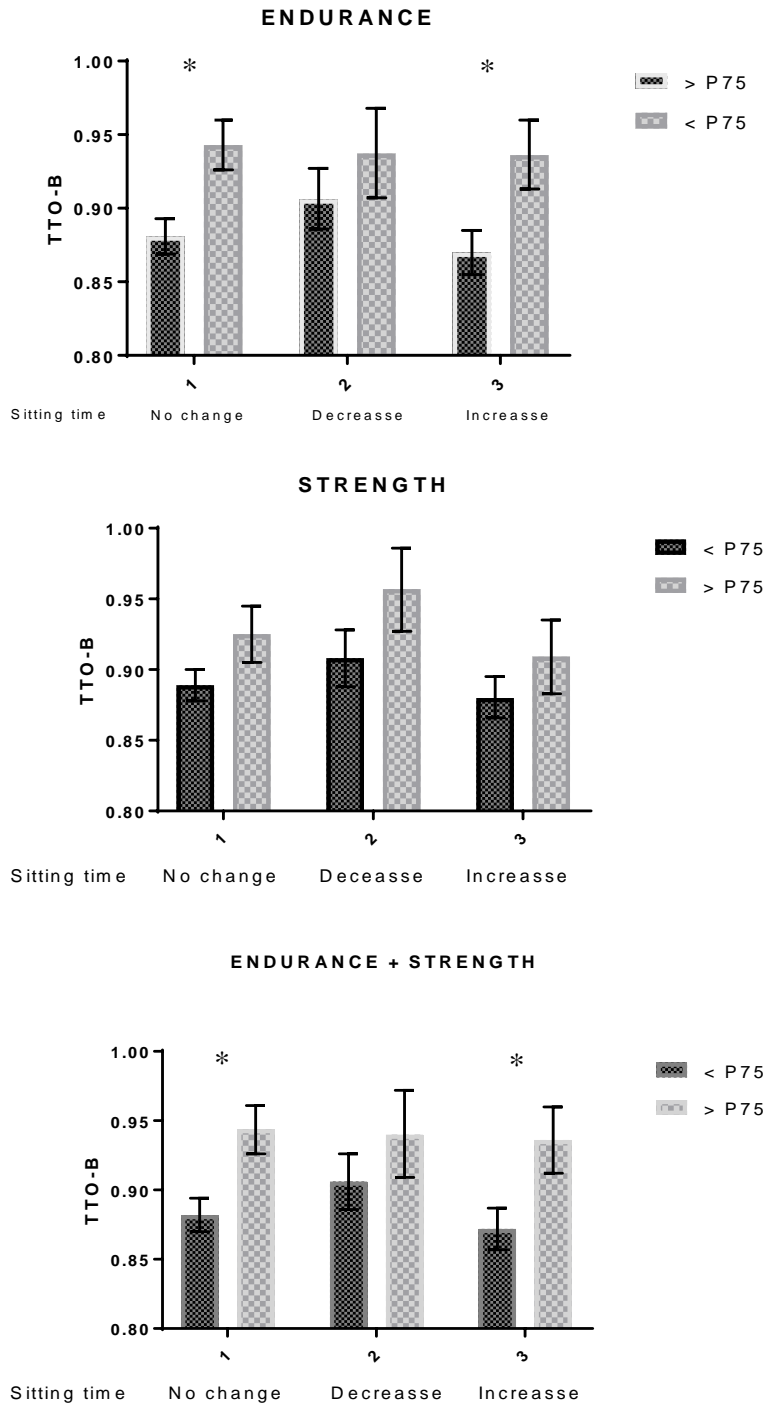 ENDURANCE
1.00
0.95
0.90
0.85
0.80
TTO-B
*
*
> P75
< P75
1 2 3
Sitting time No change Decreasse Increasse
STRENGTH
1.00
0.95
0.90
0.85
0.80
TTO-B
< P75
> P75
1 2 3
Sitting time No change Deceasse Increasse
ENDURANCE + STRENGTH
1.00
0.95
0.90
0.85
0.80
TTO-B
*
*
< P75
> P75
1 2 3
Sitting time No change Decreasse Increasse